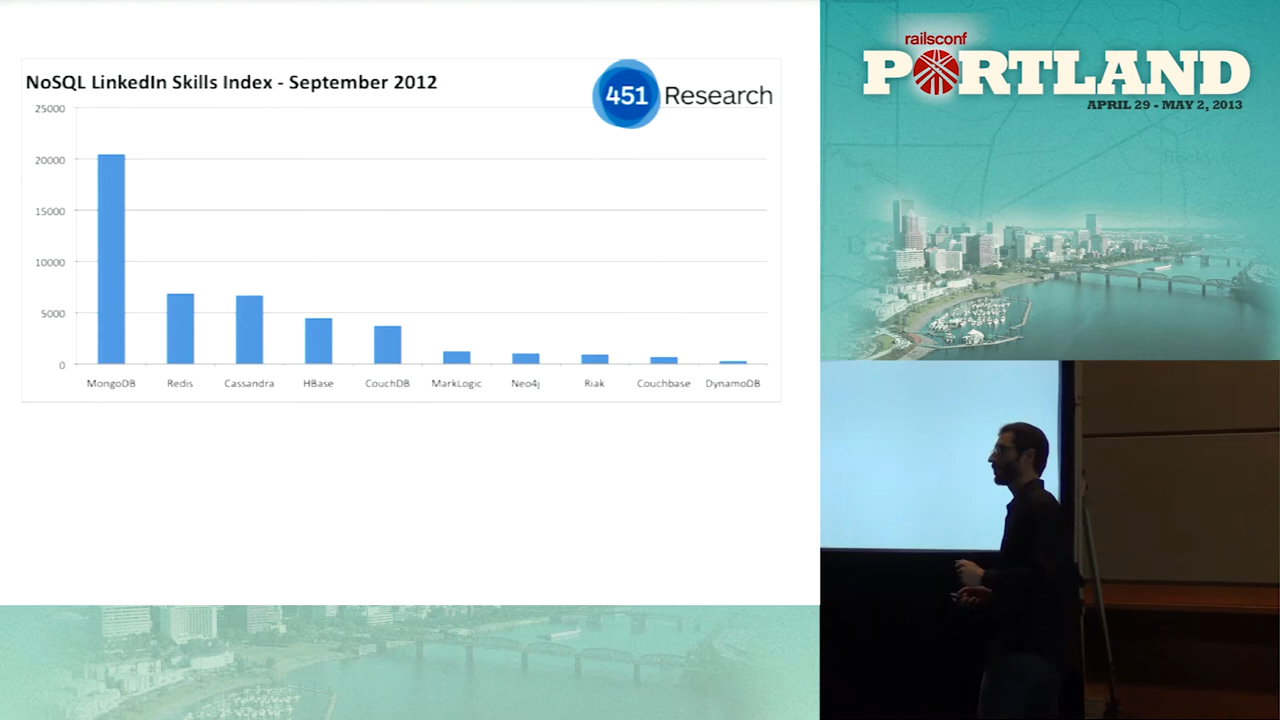 NoSQL LinkedIn Skills Index - September 2012
451 Research
25000
20000
15000
10000
5000
0
MongoDB Redis Cassandra HBase CouchDB MarkLogic Neo4j Riak Couchbase DynamoDB
railsconf
PORTLAND
APRIL 29 - MAY 2, 2013